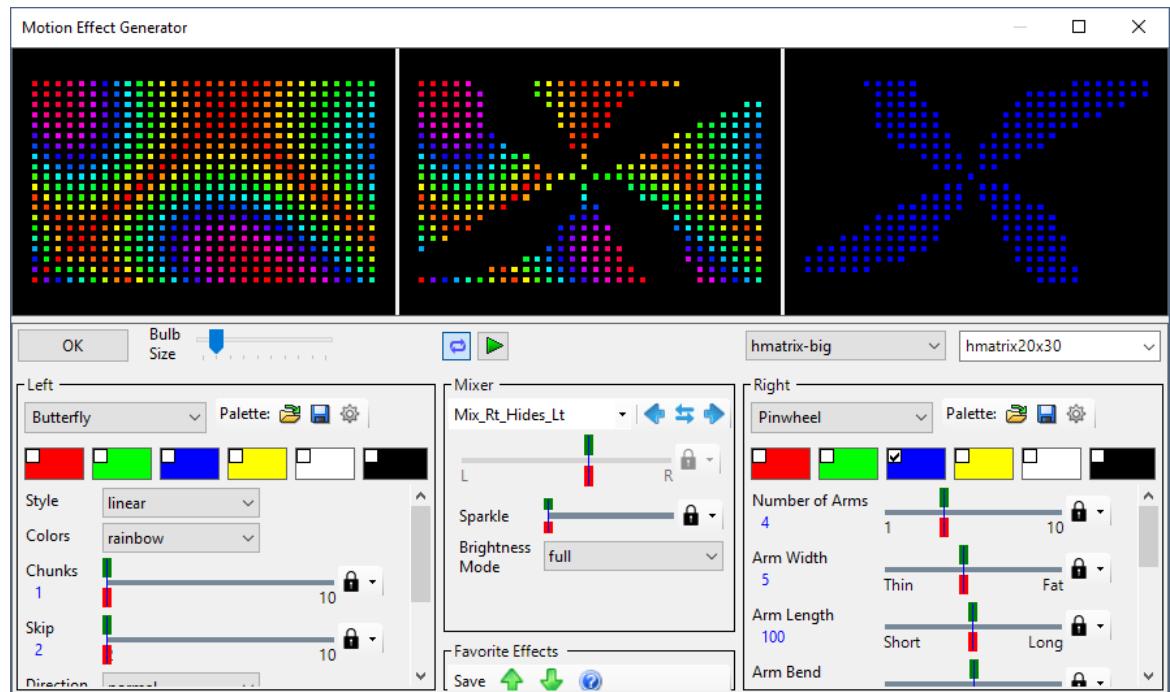 Motion Effect Generator
OK
Bulb
Size
hmatrix-big
hmatrix20x30
Left
Butterfly
Palette:
Style
linear
Colors
rainbow
Chunks
1
10
Skip
2
10
Direction
normal
Mixer
Mix_Rt_Hides_Lt
L
R
Sparkle
Brightness
Mode
full
Favorite Effects
Save
Right
Pinwheel
Palette:
Number of Arms
4
1
10
Arm Width
5
Thin
Fat
Arm Length
100
Short
Long
Arm Bend